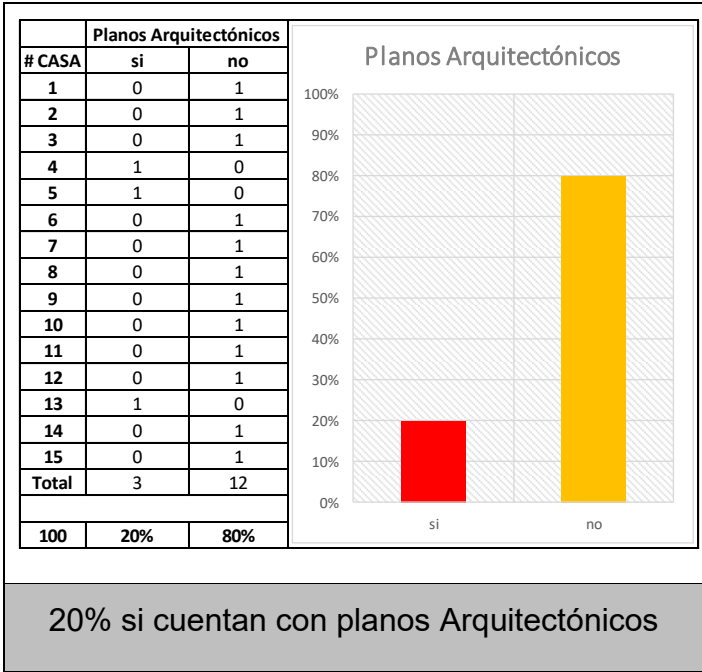 Planos Arquitectónicos
# CASA si no
1 0 1
2 0 1
3 0 1
4 1 0
5 1 0
6 0 1
7 0 1
8 0 1
9 0 1
10 0 1
11 0 1
12 0 1
13 1 0
14 0 1
15 0 1
Total 3 12
100 20% 80%
Planos Arquitectónicos
100%
90%
80%
70%
60%
50%
40%
30%
20%
10%
0%
si no
20% si cuentan con planos Arquitectónicos